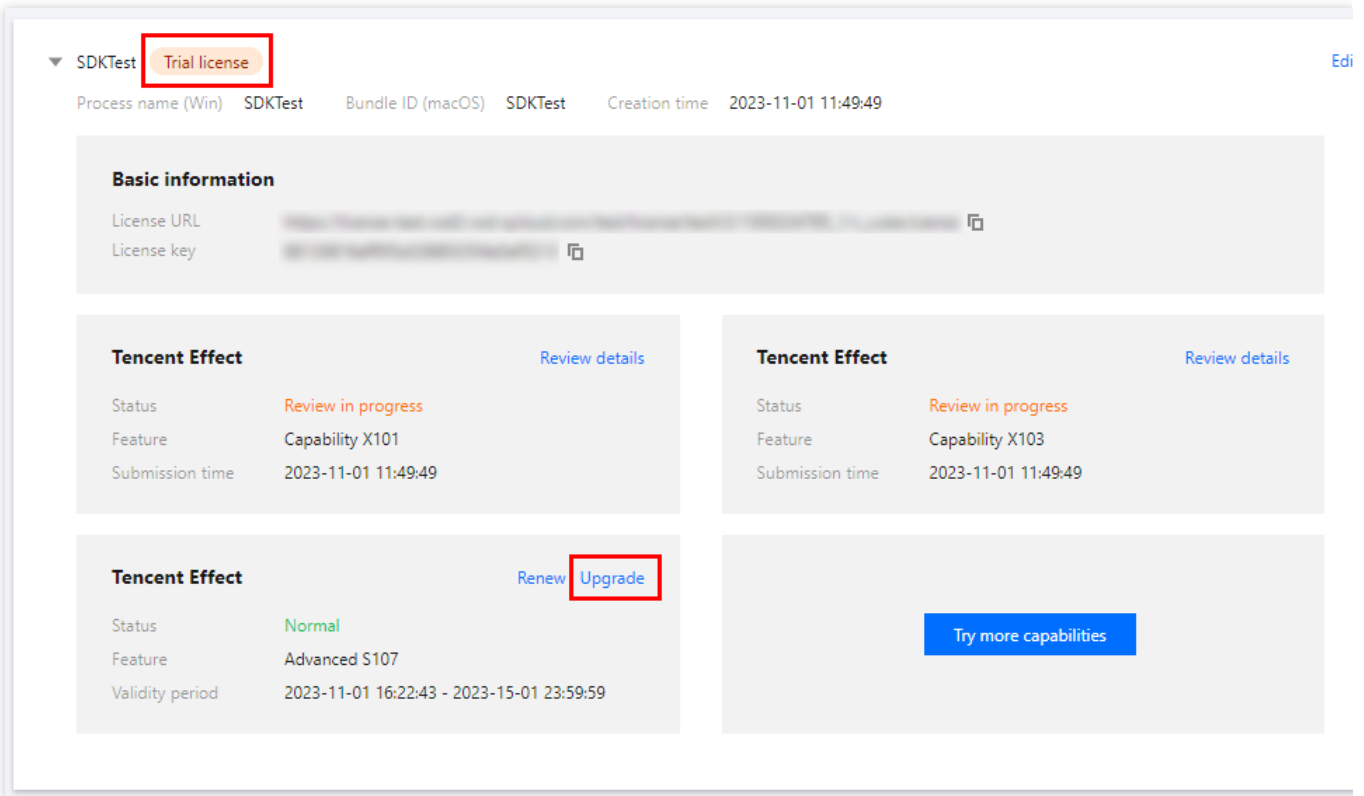 SDKTest Trial license Edi
Process name (Win) SDKTest Bundle ID (macOS) SDKTest Creation time 2023-11-01 11:49:49
Basic information
License URL
License key
Tencent Effect Review details
Status Review in progress
Feature Capability X101
Submission time 2023-11-01 11:49:49
Tencent Effect Review details
Status Review in progress
Feature Capability X103
Submission time 2023-11-01 11:49:49
Tencent Effect Renew Upgrade
Status Normal
Feature Advanced S107
Validity period 2023-11-01 16:22:43 - 2023-15-01 23:59:59
Try more capabilities